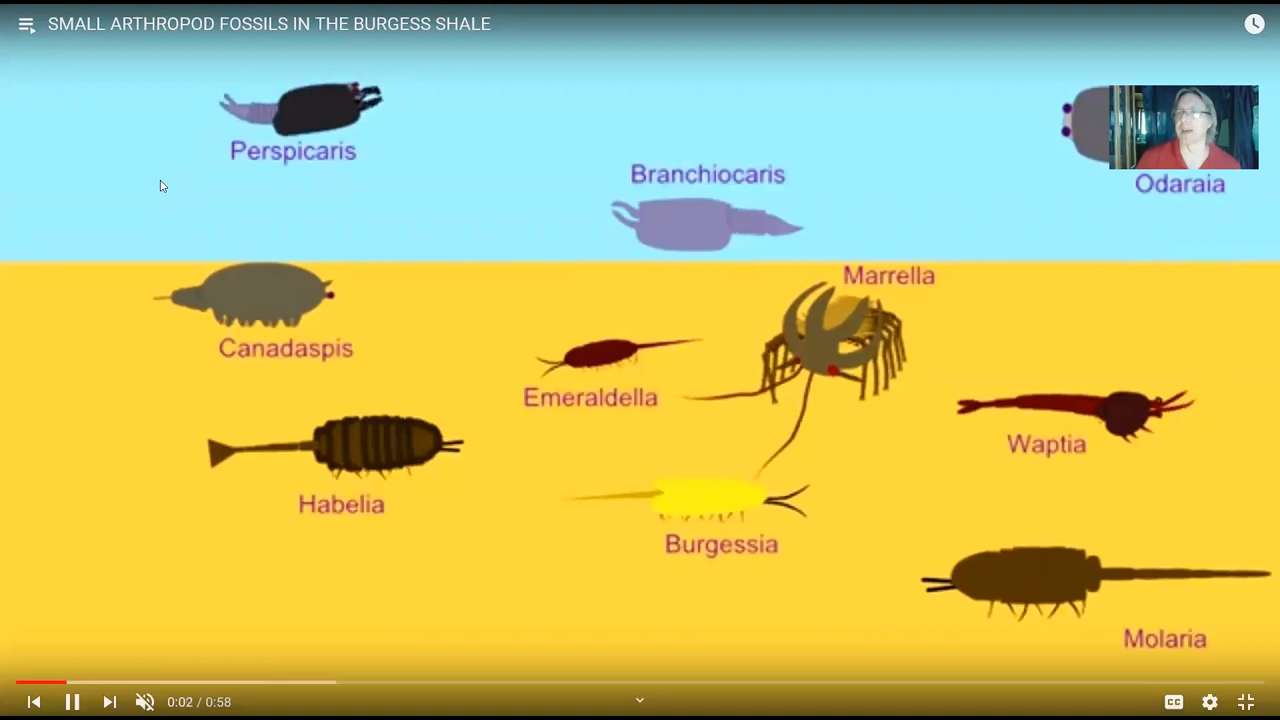 SMALL ARTHROPOD FOSSILS IN THE BURGESS SHALE
Perspicaris
Branchiocaris
Odaraia
Marrella
Canadaspis
Emeraldella
Waptia
Habelia
Burgessia
Molaria
0:02 / 0:58
CC